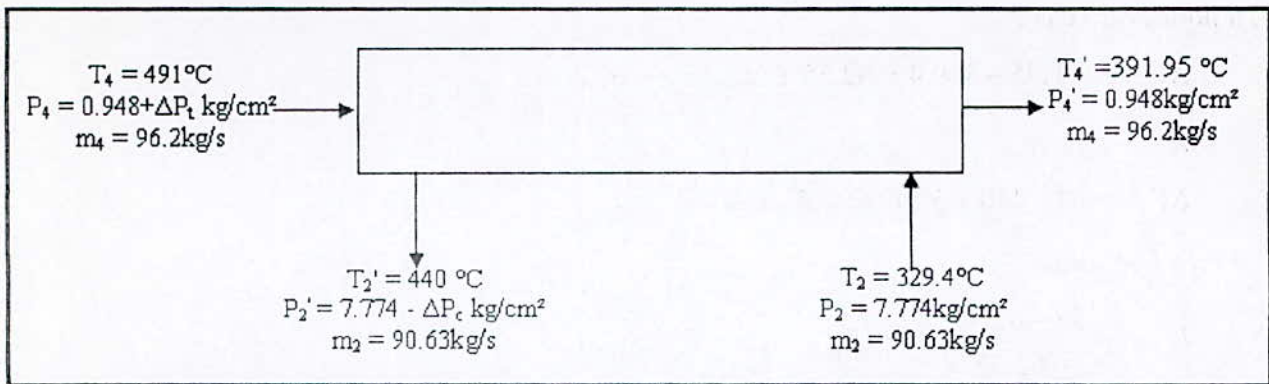 T₄ = 491°C
P₄ = 0.948+ΔPₜ kg/cm²
m₄ = 96.2kg/s
T₄' =391.95 °C
P₄' = 0.948kg/cm²
m₄ = 96.2kg/s
T₂' = 440 °C
P₂' = 7.774 - ΔP꜀ kg/cm²
m₂ = 90.63kg/s
T₂ = 329.4°C
P₂ = 7.774kg/cm²
m₂ = 90.63kg/s